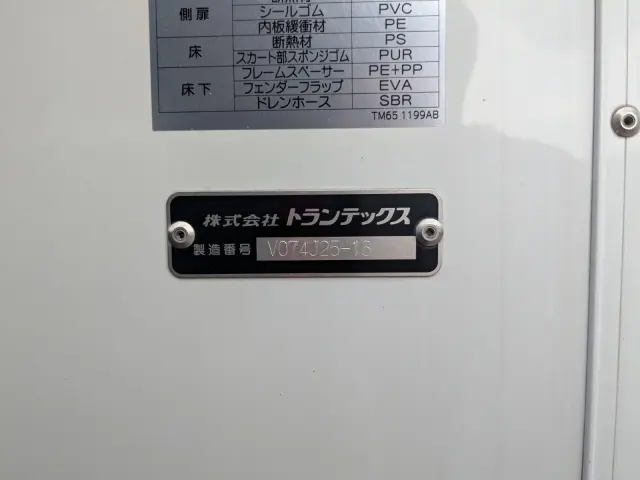 断熱材
側扉 シールゴム PVC
内板緩衝材 PE
床 断熱材 PS
スカート部スポンジゴム PUR
床下 フレームスペーサー PE+PP
フェンダーフラップ EVA
ドレンホース SBR
TM65 1199AB
株式会社 トランテックス
製造番号 V074J25-18